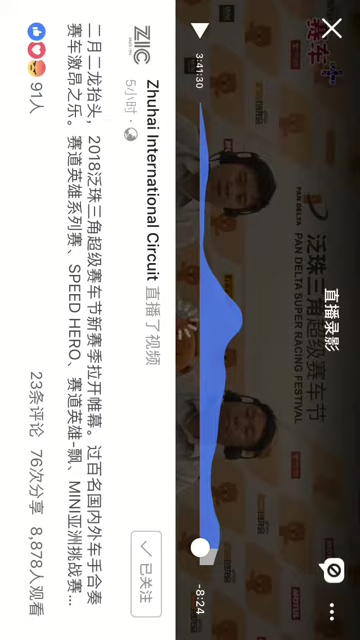 直播录影
赛车
PAN DELTA
泛珠三角超级赛车节
PAN DELTA SUPER RACING FESTIVAL
3:41:30
-8:24
ZIC
Zhuhai International Circuit 直播了视频
5小时
已关注
二月二龙抬头，2018泛珠三角超级赛车节新赛季拉开帷幕。过百名国内外车手合奏
赛车激昂之乐。赛道英雄系列赛、SPEED HERO、赛道英雄-飘、MINI亚洲挑战赛...
91人
23条评论 76次分享 8,878人观看